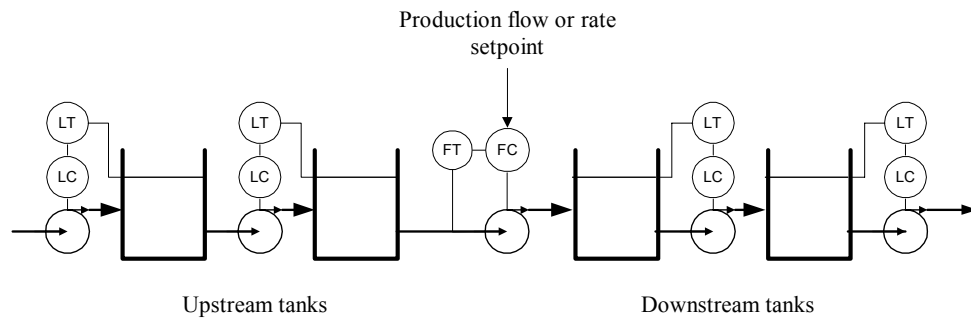 Production flow or rate
setpoint
LT
LT
LT
LT
FT
FC
LC
LC
LC
LC
Upstream tanks
Downstream tanks